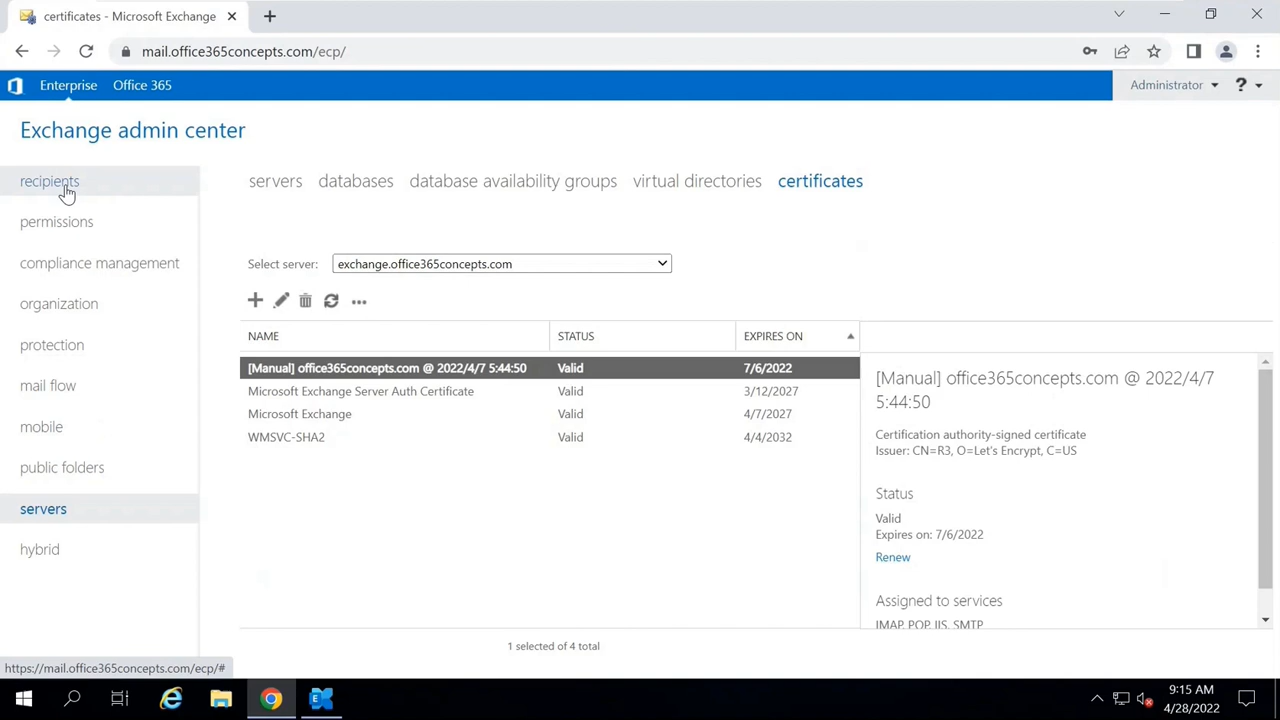 certificates - Microsoft Exchange
mail.office365concepts.com/ecp/
Enterprise Office 365 Administrator ?
Exchange admin center
recipients
permissions
compliance management
organization
protection
mail flow
mobile
public folders
servers
hybrid
servers databases database availability groups virtual directories certificates
Select server: exchange.office365concepts.com
NAME STATUS EXPIRES ON
[Manual] office365concepts.com @ 2022/4/7 5:44:50 Valid 7/6/2022
Microsoft Exchange Server Auth Certificate Valid 3/12/2027
Microsoft Exchange Valid 4/7/2027
WMSVC-SHA2 Valid 4/4/2032
[Manual] office365concepts.com @ 2022/4/7
5:44:50
Certification authority-signed certificate
Issuer: CN=R3, O=Let's Encrypt, C=US
Status
Valid
Expires on: 7/6/2022
Renew
Assigned to services
IMAP, POP, IIS, SMTP
1 selected of 4 total
https://mail.office365concepts.com/ecp/#
9:15 AM
4/28/2022